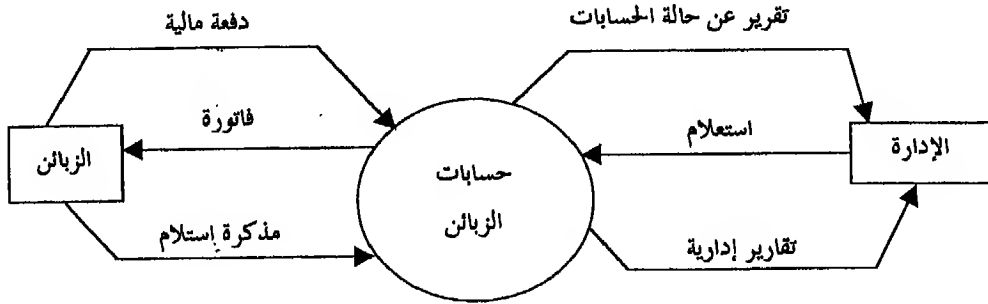 تقرير عن حالة الحسابات
دفعة مالية
فاتورة
استعلام
الإدارة
الزبائن
حسابات
الزبائن
تقارير إدارية
مذكرة إستلام